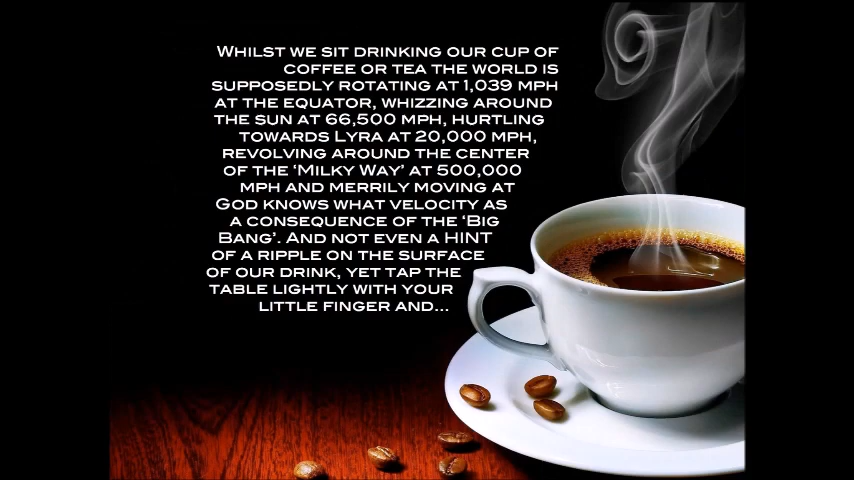 Whilst we sit drinking our cup of
coffee or tea the world is
supposedly rotating at 1,039 mph
at the equator, whizzing around
the sun at 66,500 mph, hurtling
towards Lyra at 20,000 mph,
revolving around the center
of the ‘Milky Way’ at 500,000
mph and merrily moving at
God knows what velocity as
a consequence of the ‘Big
Bang’. And not even a HINT
of a ripple on the surface
of our drink, yet tap the
table lightly with your
little finger and...